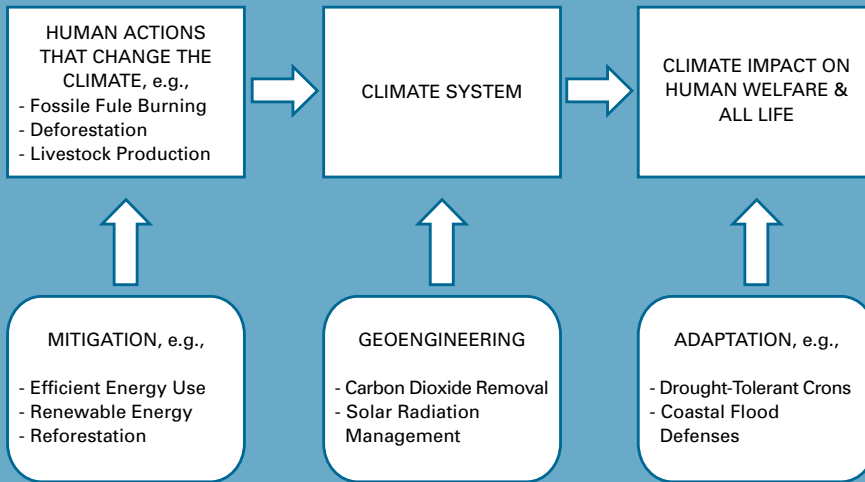 HUMAN ACTIONS
THAT CHANGE THE
CLIMATE, e.g.,
- Fossile Fule Burning
- Deforestation
- Livestock Production
CLIMATE SYSTEM
CLIMATE IMPACT ON
HUMAN WELFARE &
ALL LIFE
MITIGATION, e.g.,
- Efficient Energy Use
- Renewable Energy
- Reforestation
GEOENGINEERING
- Carbon Dioxide Removal
- Solar Radiation
Management
ADAPTATION, e.g.,
- Drought-Tolerant Crons
- Coastal Flood
Defenses